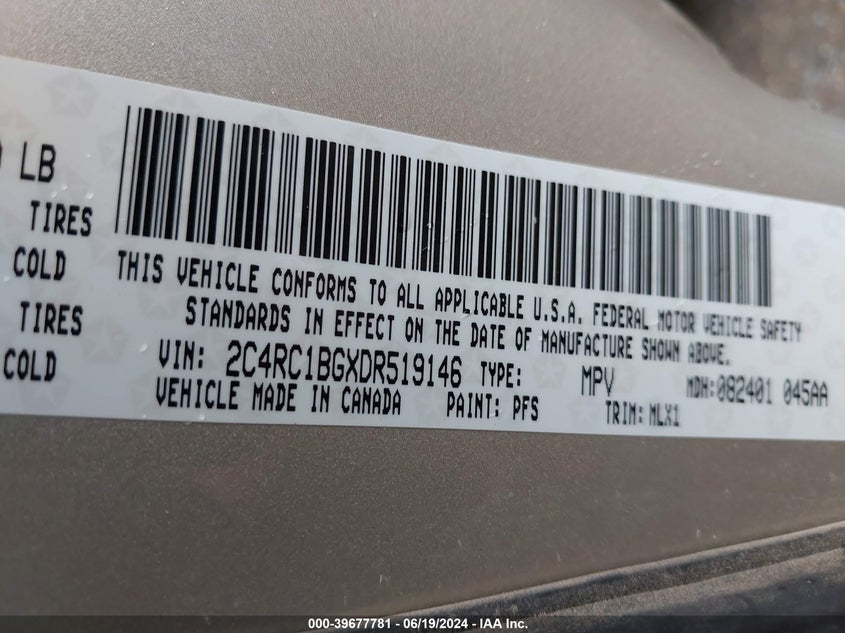 LB
TIRES
COLD
TIRES
COLD
THIS VEHICLE CONFORMS TO ALL APPLICABLE U.S.A. FEDERAL MOTOR VEHICLE SAFETY
STANDARDS IN EFFECT ON THE DATE OF MANUFACTURE SHOWN ABOVE.
VIN: 2C4RC1BGXDR519146 TYPE: MPV MDH:082401 045AA
VEHICLE MADE IN CANADA PAINT: PFS TRIM: MLX1
000-39677781 - 06/19/2024 - IAA Inc.